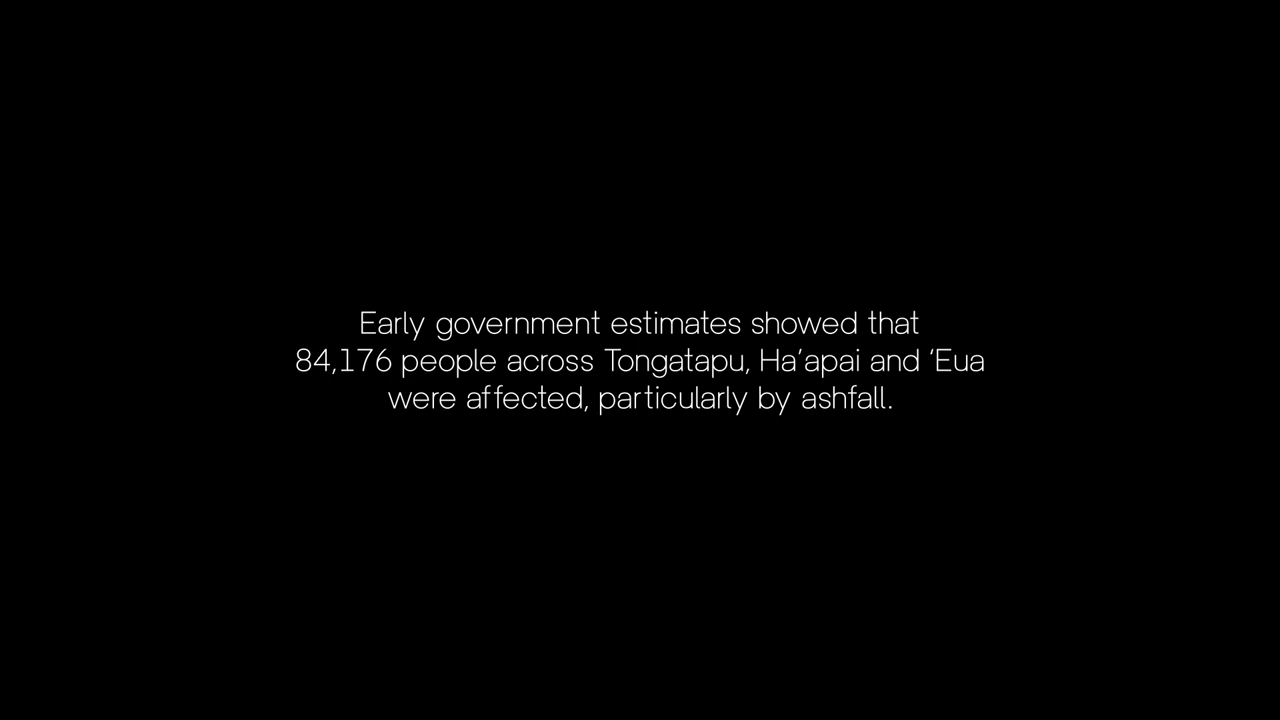 Early government estimates showed that
84,176 people across Tongatapu, Ha’apai and ‘Eua
were affected, particularly by ashfall.